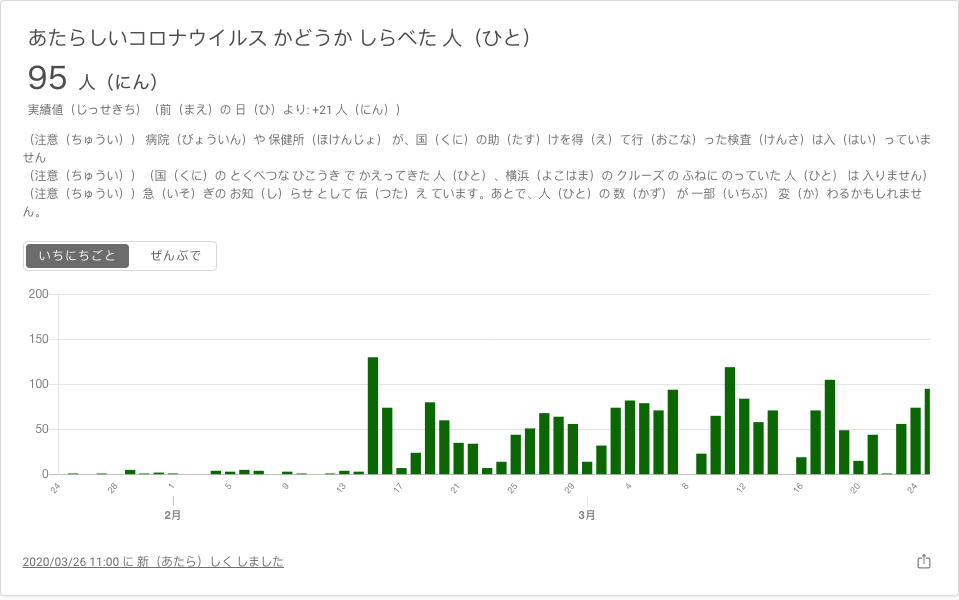 あたらしいコロナウイルス かどうか しらべた 人（ひと）
95 人（にん）
実績値（じっせきち）（前（まえ）の 日（ひ）より: +21 人（にん））
（注意（ちゅうい）） 病院（びょういん）や 保健所（ほけんじょ） が、国（くに）の助（たす）けを得（え）て行（おこな）った検査（けんさ）は入（はい）っていま
せん
（注意（ちゅうい））（国（くに）の とくべつな ひこうき で かえってきた 人（ひと）、横浜（よこはま）の クルーズ の ふねに のっていた 人（ひと） は 入りません）
（注意（ちゅうい））急（いそ）ぎの お知（し）らせ として 伝（つた）え ています。あとで、人（ひと）の 数（かず） が 一部（いちぶ） 変（か）わるかもしれませ
ん。
いちにちごと ぜんぶで
200
150
100
50
0
24 28 1 5 9 13 17 21 25 29 4 8 12 16 20 24
2月 3月
2020/03/26 11:00 に 新（あたら）しく しました